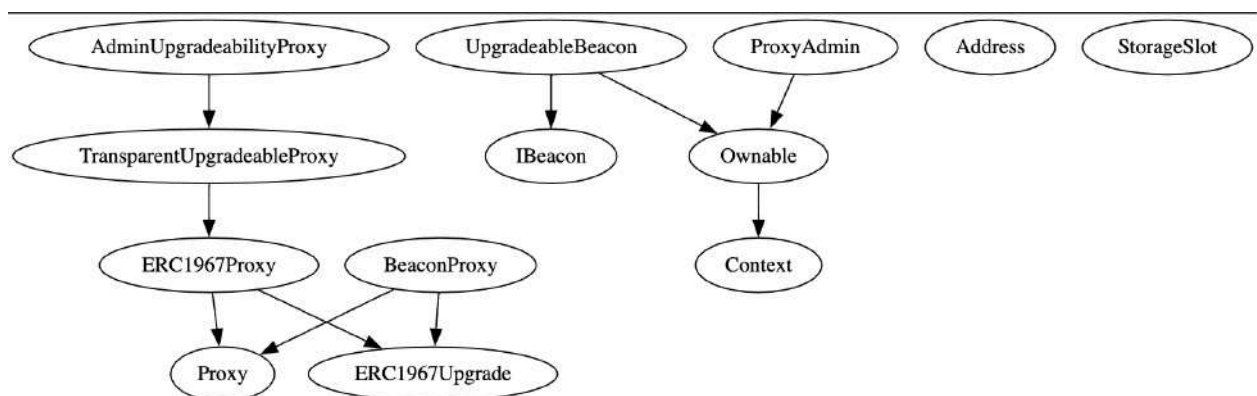 AdminUpgradeabilityProxy
UpgradeableBeacon
ProxyAdmin
Address
StorageSlot
TransparentUpgradeableProxy
IBeacon
Ownable
ERC1967Proxy
BeaconProxy
Context
Proxy
ERC1967Upgrade